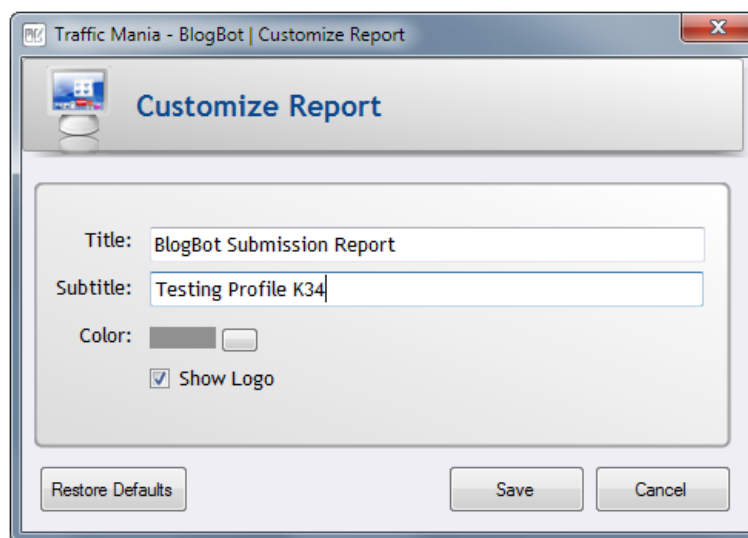 Traffic Mania - BlogBot | Customize Report
Customize Report
Title: BlogBot Submission Report
Subtitle: Testing Profile K34
Color:
Show Logo
Restore Defaults Save Cancel